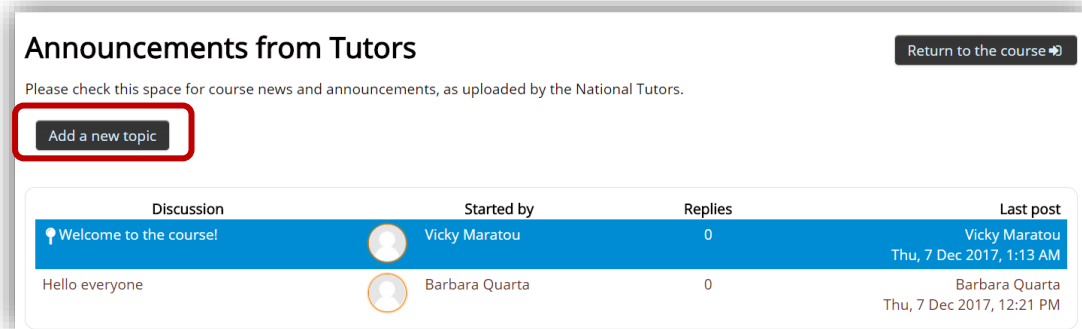 Announcements from Tutors
Return to the course
Please check this space for course news and announcements, as uploaded by the National Tutors.
Add a new topic
Discussion Started by Replies Last post
Welcome to the course! Vicky Maratou 0 Vicky Maratou
Thu, 7 Dec 2017, 1:13 AM
Hello everyone Barbara Quarta 0 Barbara Quarta
Thu, 7 Dec 2017, 12:21 PM